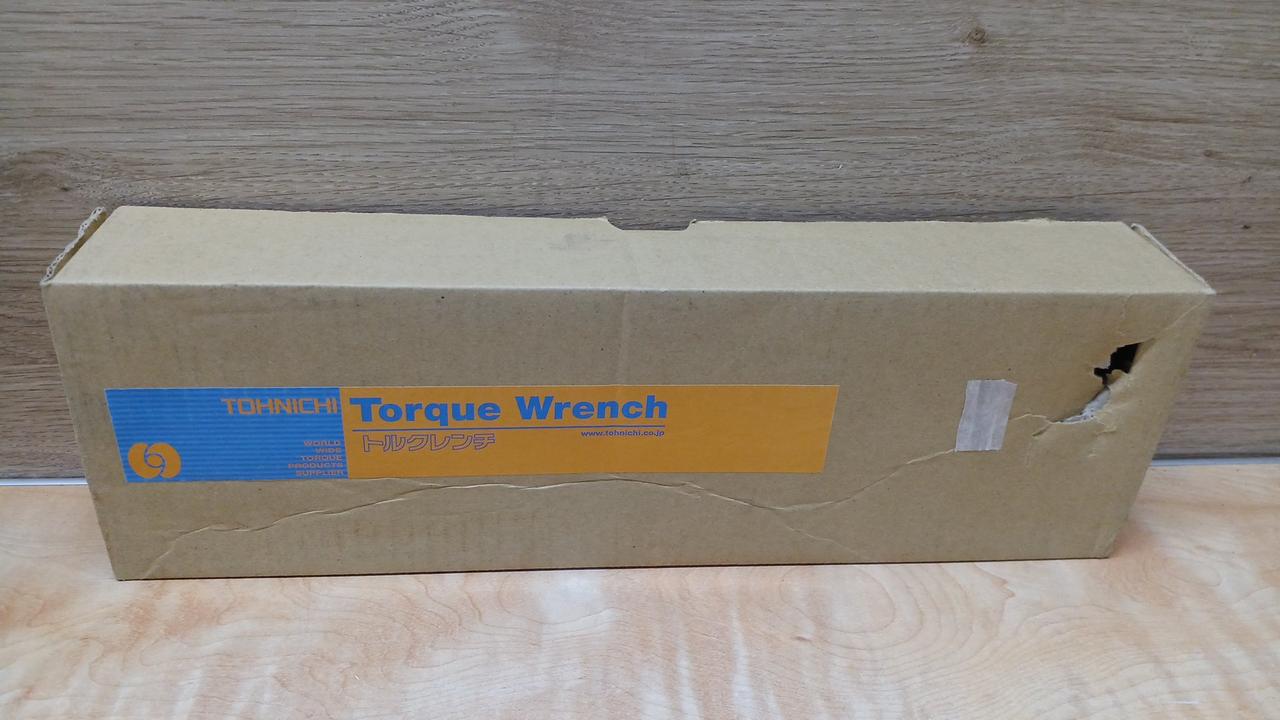 TOHNICHI
WORLD
WIDE
TORQUE
PRODUCTS
SUPPLIER
Torque Wrench
www.tohnichi.co.jp
トルクレンチ